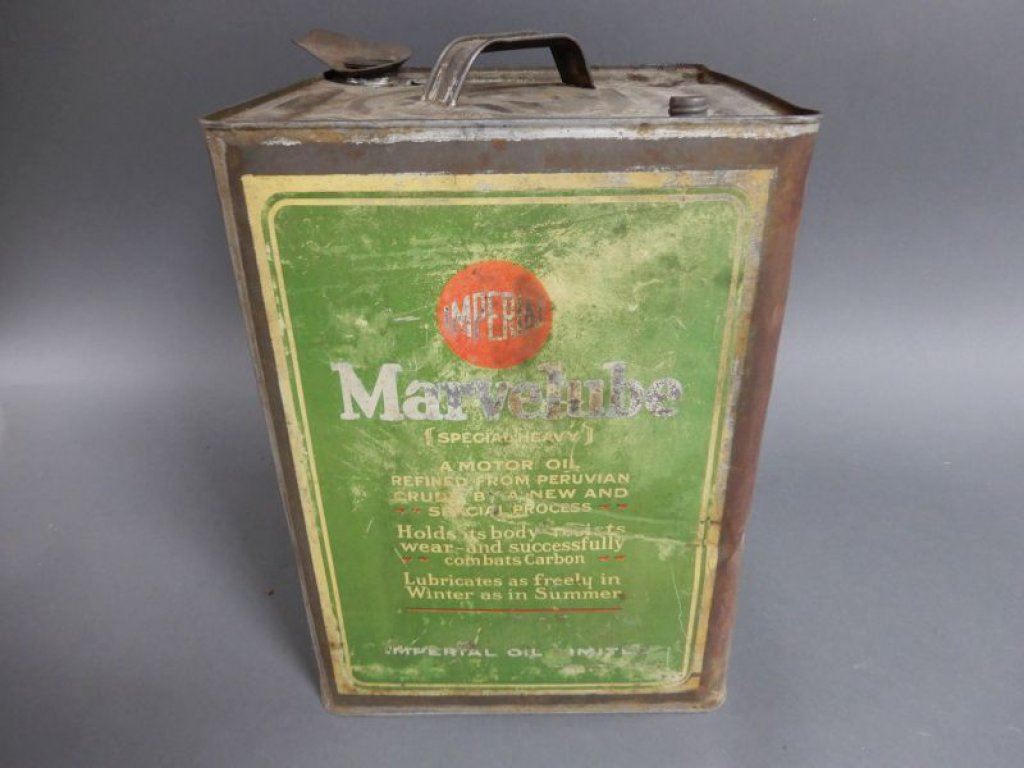 IMPERIAL
Marvelube
[SPECIAL HEAVY]
A MOTOR OIL
REFINED FROM PERUVIAN
CRUDE BY A NEW AND
SPECIAL PROCESS
Holds its body resists
wear - and successfully
combats Carbon
Lubricates as freely in
Winter as in Summer
IMPERIAL OIL LIMITED